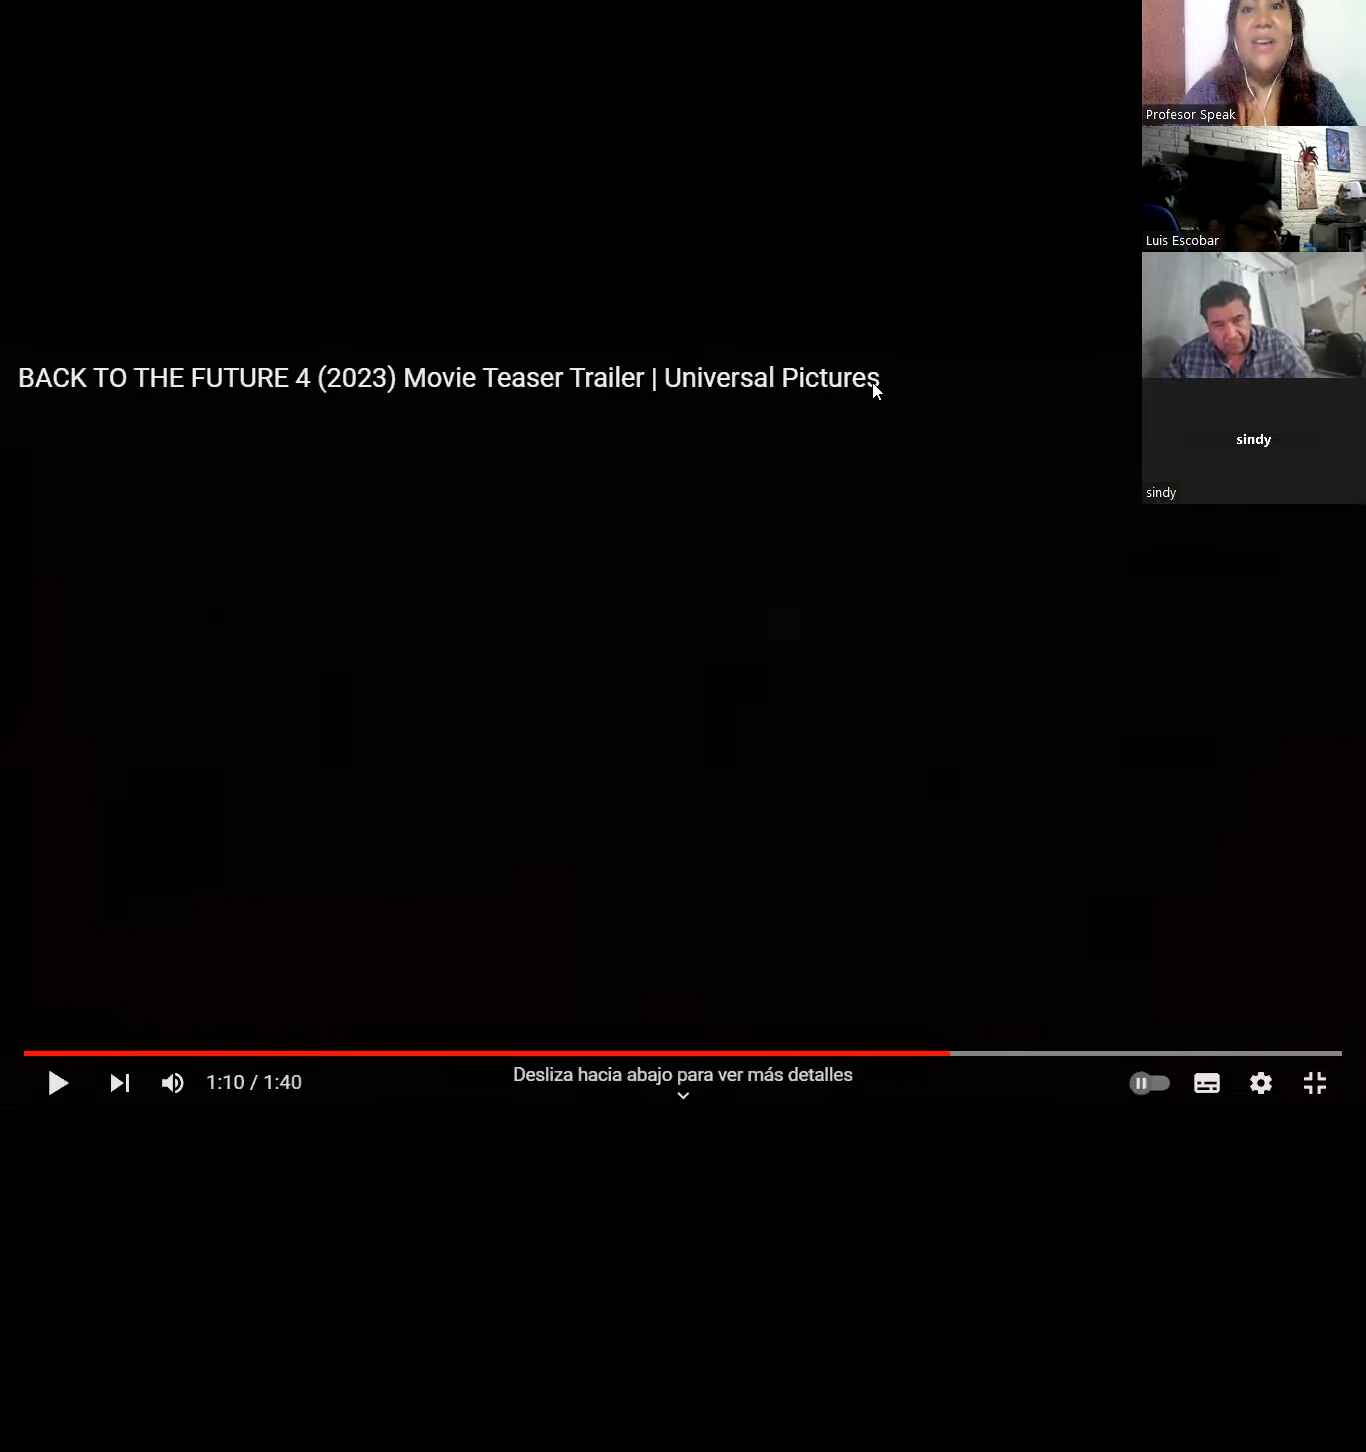 Profesor Speak
Luis Escobar
BACK TO THE FUTURE 4 (2023) Movie Teaser Trailer | Universal Pictures
sindy
sindy
1:10 / 1:40
Desliza hacia abajo para ver más detalles